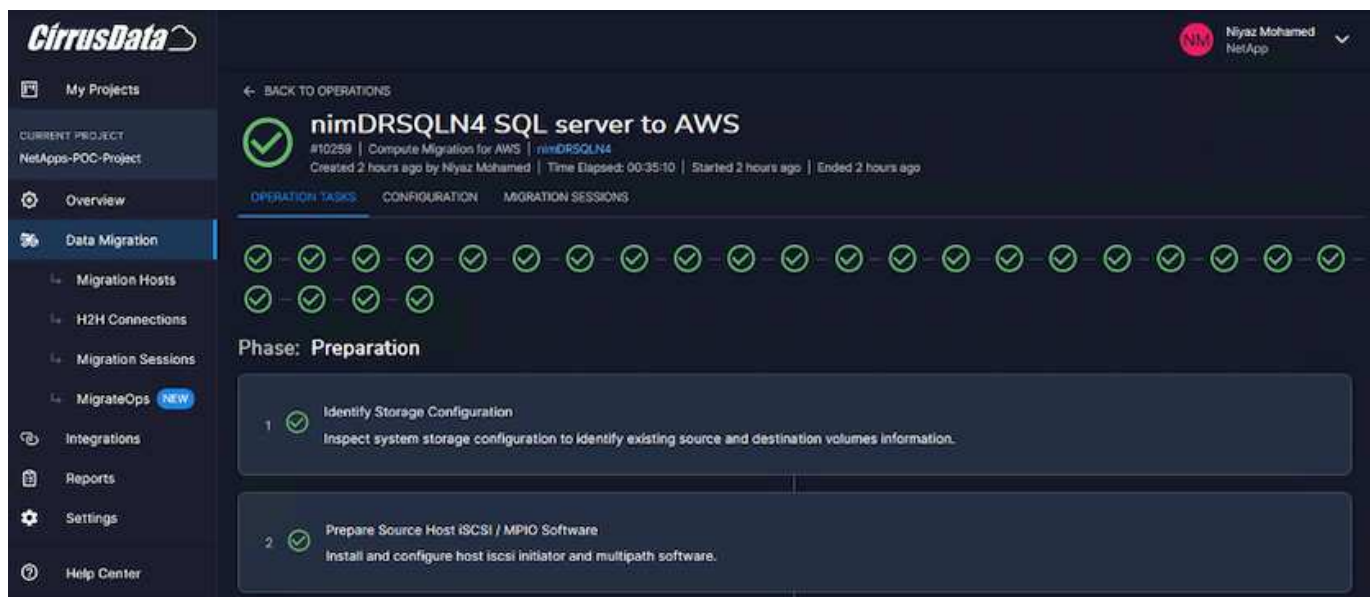 CirrusData
NM
Niyaz Mohamed
NetApp
My Projects
CURRENT PROJECT
NetApps-POC-Project
Overview
Data Migration
Migration Hosts
H2H Connections
Migration Sessions
MigrateOps NEW
Integrations
Reports
Settings
Help Center
← BACK TO OPERATIONS
nimDRSQLN4 SQL server to AWS
#10259 | Compute Migration for AWS | nimDRSQLN4
Created 2 hours ago by Niyaz Mohamed | Time Elapsed: 00:35:10 | Started 2 hours ago | Ended 2 hours ago
OPERATION TASKS CONFIGURATION MIGRATION SESSIONS
Phase: Preparation
1 Identify Storage Configuration
Inspect system storage configuration to identify existing source and destination volumes information.
2 Prepare Source Host iSCSI / MPIO Software
Install and configure host iscsi initiator and multipath software.